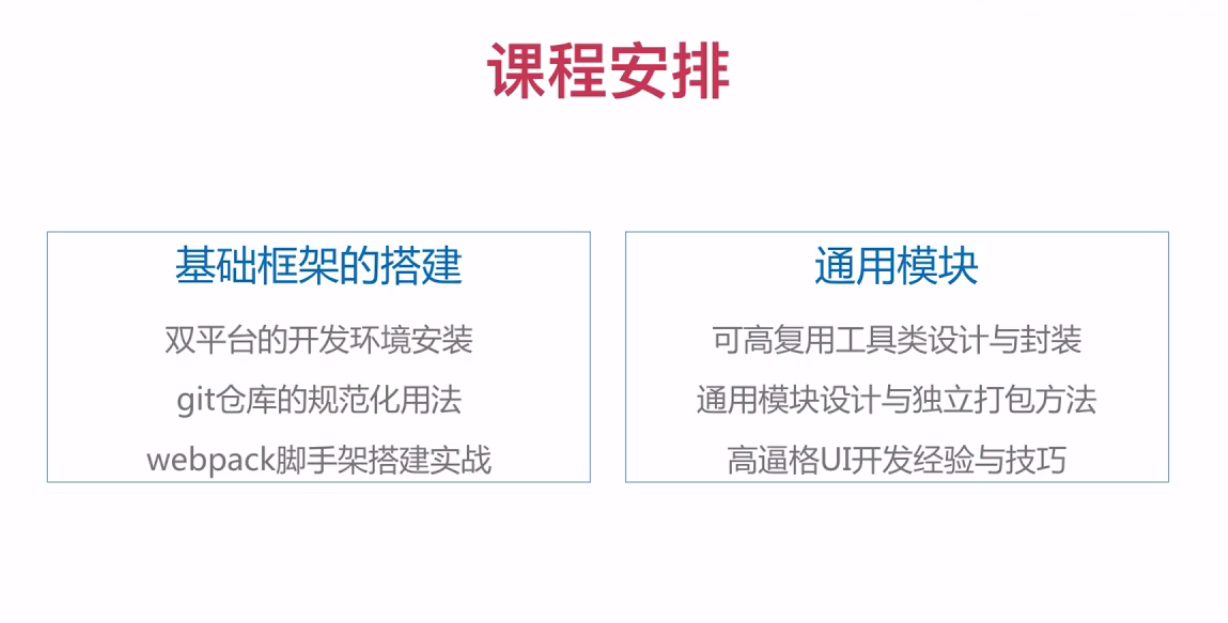 课程安排
基础框架的搭建
双平台的开发环境安装
git仓库的规范化用法
webpack脚手架搭建实战
通用模块
可高复用工具类设计与封装
通用模块设计与独立打包方法
高逼格UI开发经验与技巧